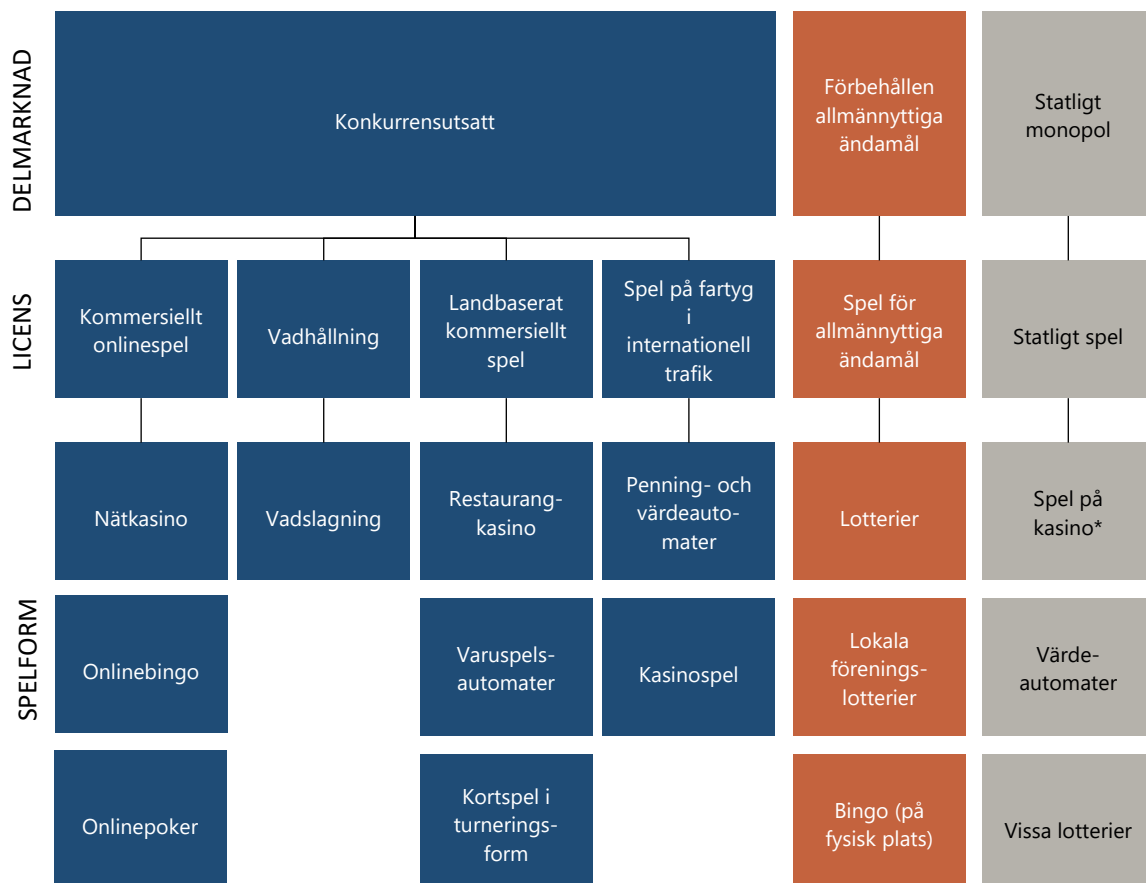 DELMARKNAD
Konkurrensutsatt
Förbehållen
allmännyttiga
ändamål
Statligt
monopol
LICENS
Kommersiellt
onlinespel
Vadhållning
Landbaserat
kommersiellt
spel
Spel på fartyg
i
internationell
trafik
Spel för
allmännyttiga
ändamål
Statligt spel
SPELFORM
Nätkasino
Vadslagning
Restaurang-
kasino
Penning- och
värdeauto-
mater
Lotterier
Spel på
kasino*
Onlinebingo
Varuspels-
automater
Kasinospel
Lokala
förenings-
lotterier
Värde-
automater
Onlinepoker
Kortspel i
turnerings-
form
Bingo (på
fysisk plats)
Vissa lotterier